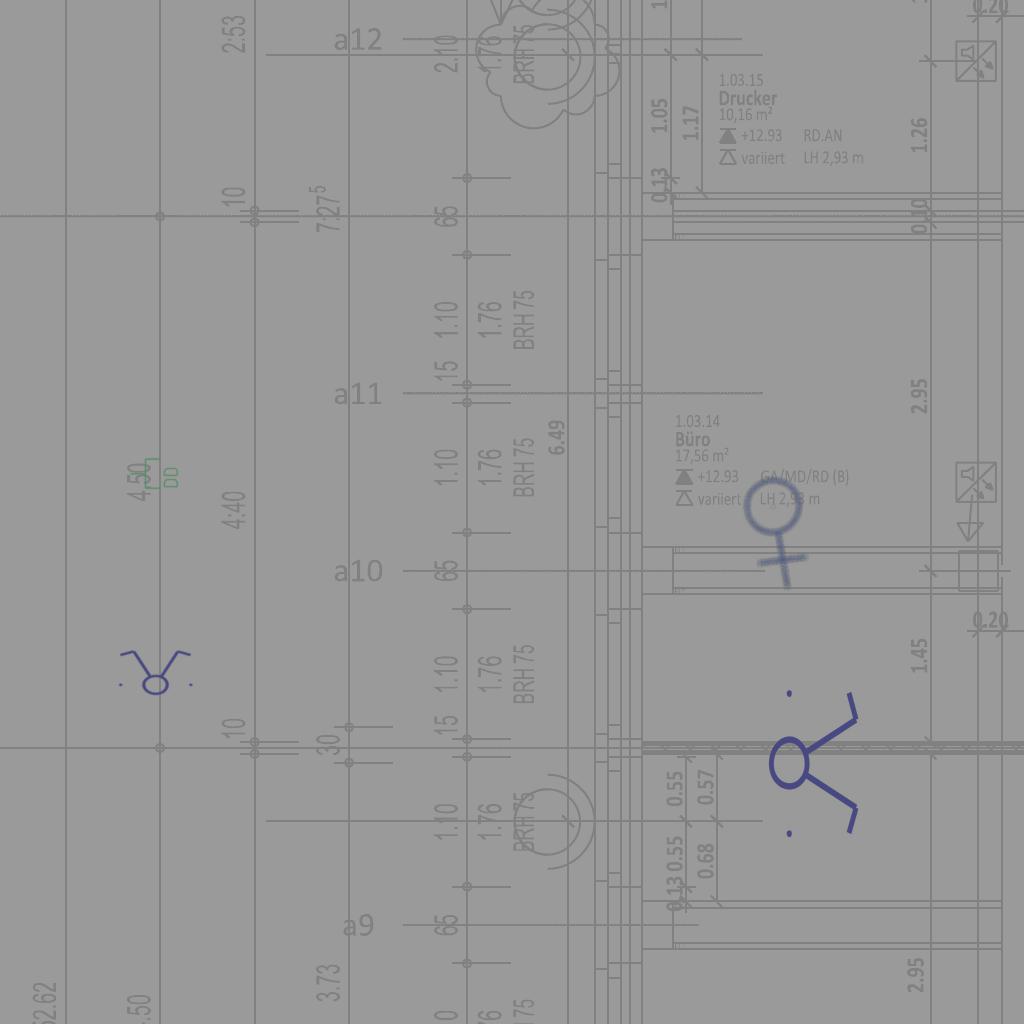 0.20
2:53
a12
2.10
1.76
BRH 75
1.03.15
Drucker
10,16 m²
+12.93 RD.AN
variiert LH 2,93 m
1.05
1.17
1.26
0.13
10
7.27⁵
65
0.10
1.10
1.76
BRH 75
15
a11
2.95
6.49
1.03.14
Büro
17,56 m²
+12.93 GA/MD/RD (B)
variiert LH 2,93 m
1.10
1.76
BRH 75
4.50
DD
4:40
a10
65
0.20
1.45
1.10
1.76
BRH 75
10
30
15
0.55
0.57
1.10
1.76
BRH 75
0.55
0.68
0.13
a9
65
3.73
2.95